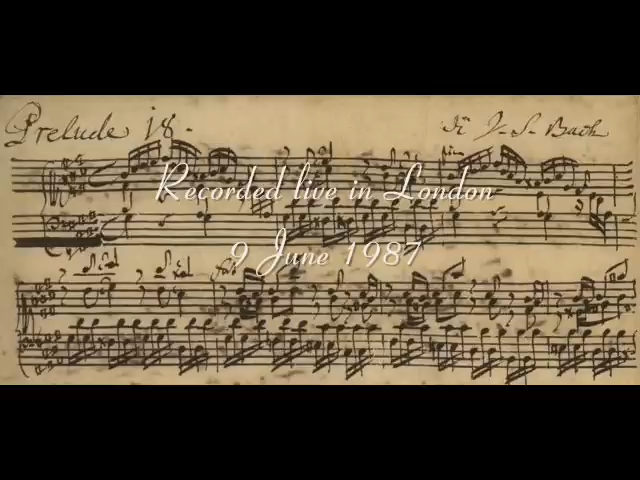 Prelude 18.
J. S. Bach
Recorded live in London
9 June 1987